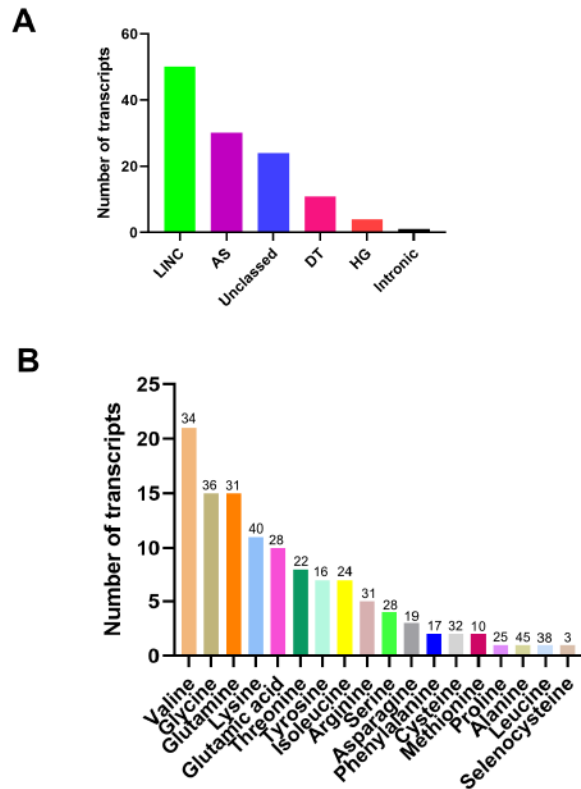 A
Number of transcripts
60
40
20
0
LINC
AS
Unclassed
DT
HG
Intronic
B
Number of transcripts
25
20
15
10
5
0
34
36
31
40
28
22
16
24
31
28
19
17
32
10
25
45
38
3
Valine
Glycine
Glutamine
Lysine
Glutamic acid
Threonine
Tyrosine
Isoleucine
Arginine
Serine
Asparagine
Phenylalanine
Cysteine
Methionine
Proline
Alanine
Leucine
Selenocysteine